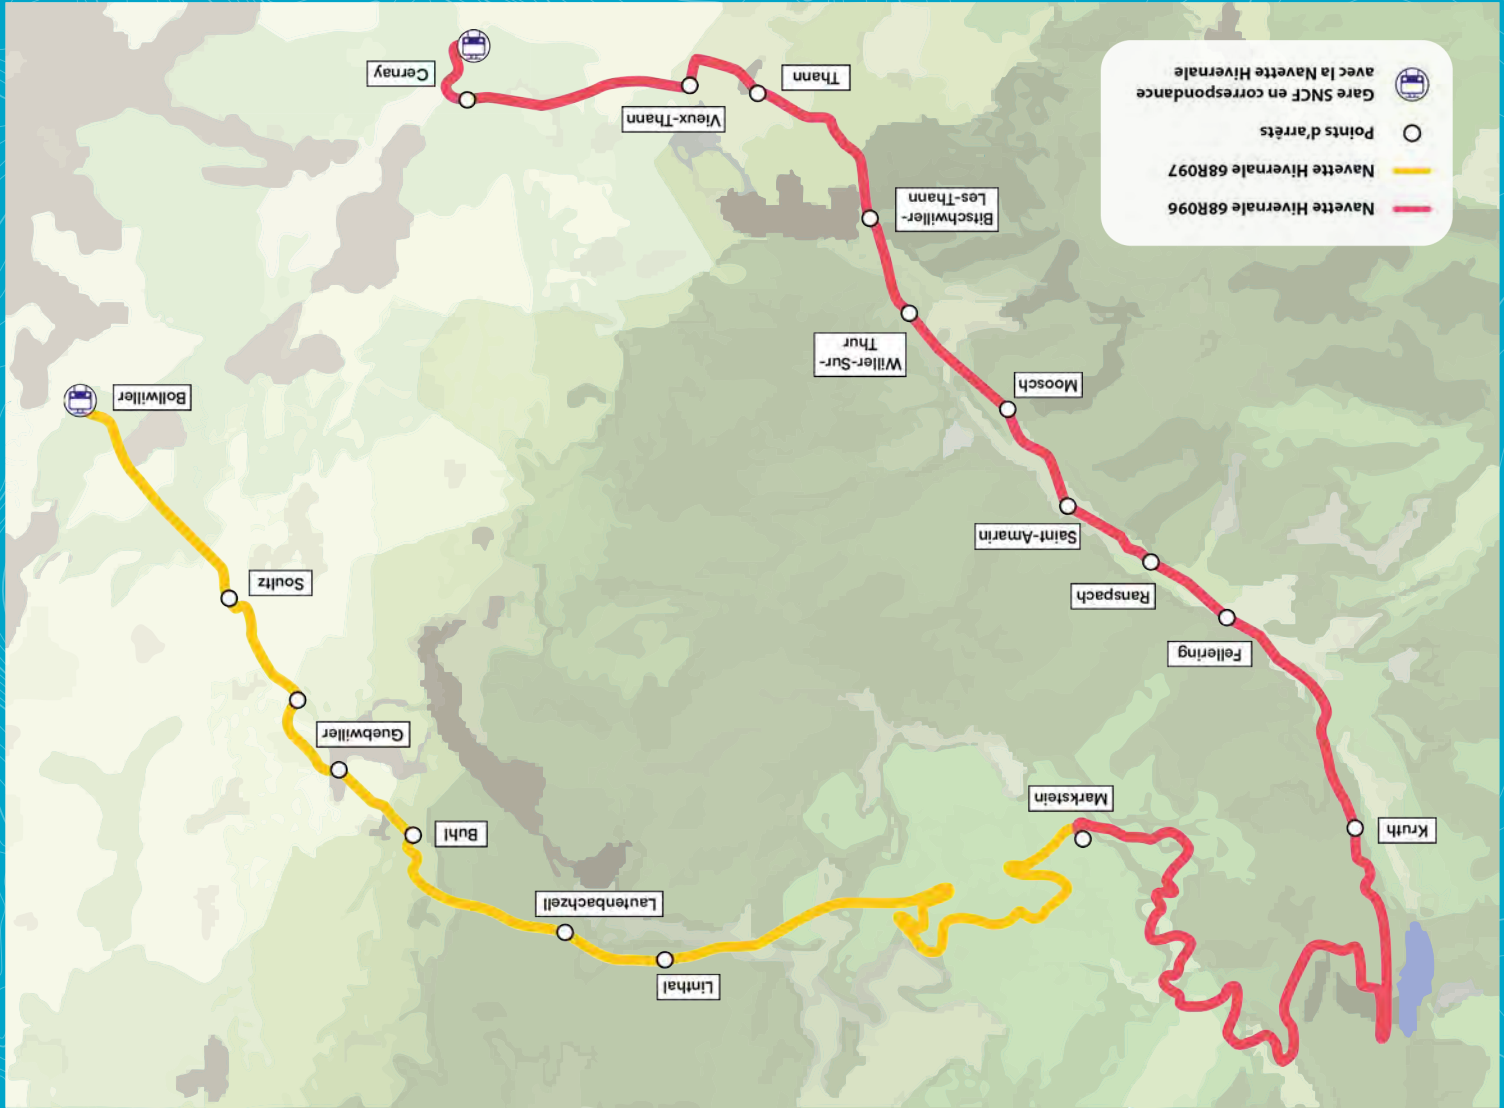 Linthal
Lautenbachzell
Kruth
Buhl
Markstein
Guebwiller
Fellering
Ranspach
Soultz
Saint-Amarin
Bollwiller
Moosch
Willer-Sur-
Thur
Navette Hivernale 68R096
Navette Hivernale 68R097
Points d'arrêts
Gare SNCF en correspondance
avec la Navette Hivernale
Bitschwiller-
Les-Thann
Vieux-Thann
Thann
Cernay